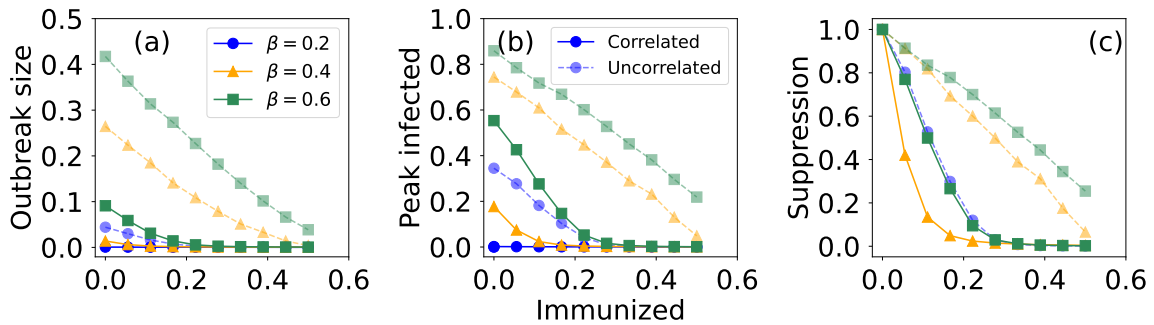 Outbreak size
0.5
0.4
0.3
0.2
0.1
0.0
(a)
β = 0.2
β = 0.4
β = 0.6
0.0 0.2 0.4 0.6
Peak infected
1.0
0.8
0.6
0.4
0.2
0.0
(b)
Correlated
Uncorrelated
0.0 0.2 0.4 0.6
Immunized
Suppression
1.0
0.8
0.6
0.4
0.2
0.0
(c)
0.0 0.2 0.4 0.6